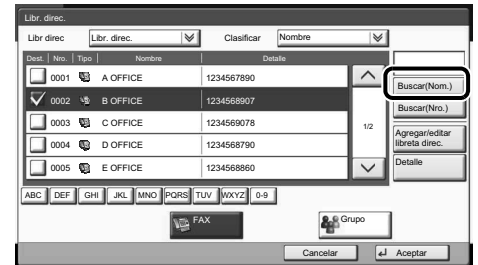 Libr. direc.
Libr direc Libr. direc. Clasificar Nombre
Dest. Nro. Tipo Nombre Detalle
0001 A OFFICE 1234567890
0002 B OFFICE 1234568907
0003 C OFFICE 1234569078
0004 D OFFICE 1234568790
0005 E OFFICE 1234568860
1/2
Buscar(Nom.)
Buscar(Nro.)
Agregar/editar
libreta direc.
Detalle
ABC DEF GHI JKL MNO PQRS TUV WXYZ 0-9
FAX Grupo
Cancelar Aceptar